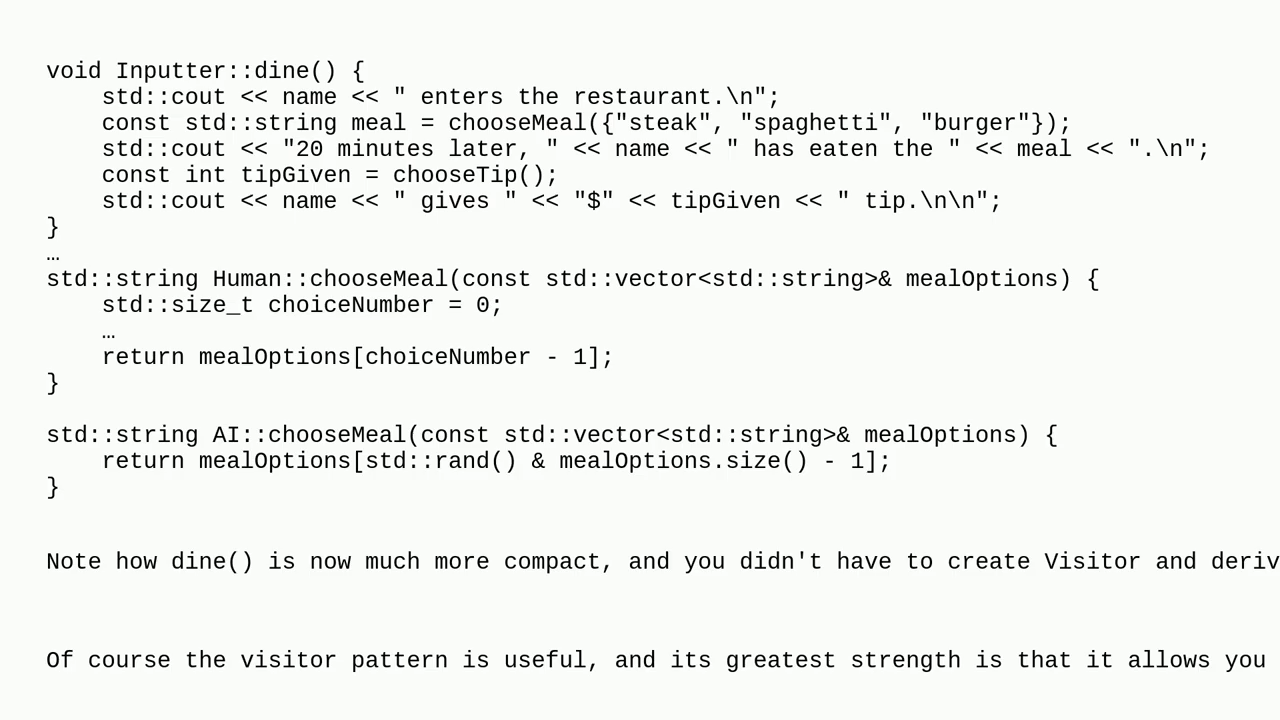 void Inputter::dine() {
    std::cout << name << " enters the restaurant.\n";
    const std::string meal = chooseMeal({"steak", "spaghetti", "burger"});
    std::cout << "20 minutes later, " << name << " has eaten the " << meal << ".\n";
    const int tipGiven = chooseTip();
    std::cout << name << " gives " << "$" << tipGiven << " tip.\n\n";
}
…
std::string Human::chooseMeal(const std::vector<std::string>& mealOptions) {
    std::size_t choiceNumber = 0;
    …
    return mealOptions[choiceNumber - 1];
}
std::string AI::chooseMeal(const std::vector<std::string>& mealOptions) {
    return mealOptions[std::rand() & mealOptions.size() - 1];
}
Note how dine() is now much more compact, and you didn't have to create Visitor and deriv
Of course the visitor pattern is useful, and its greatest strength is that it allows you